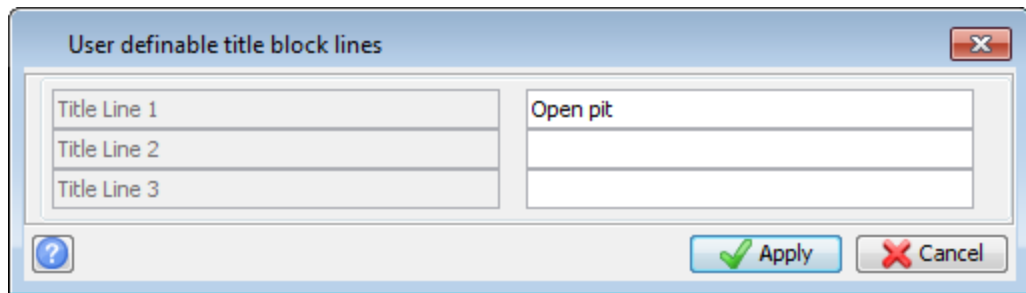 User definable title block lines
Title Line 1 Open pit
Title Line 2
Title Line 3
? Apply Cancel